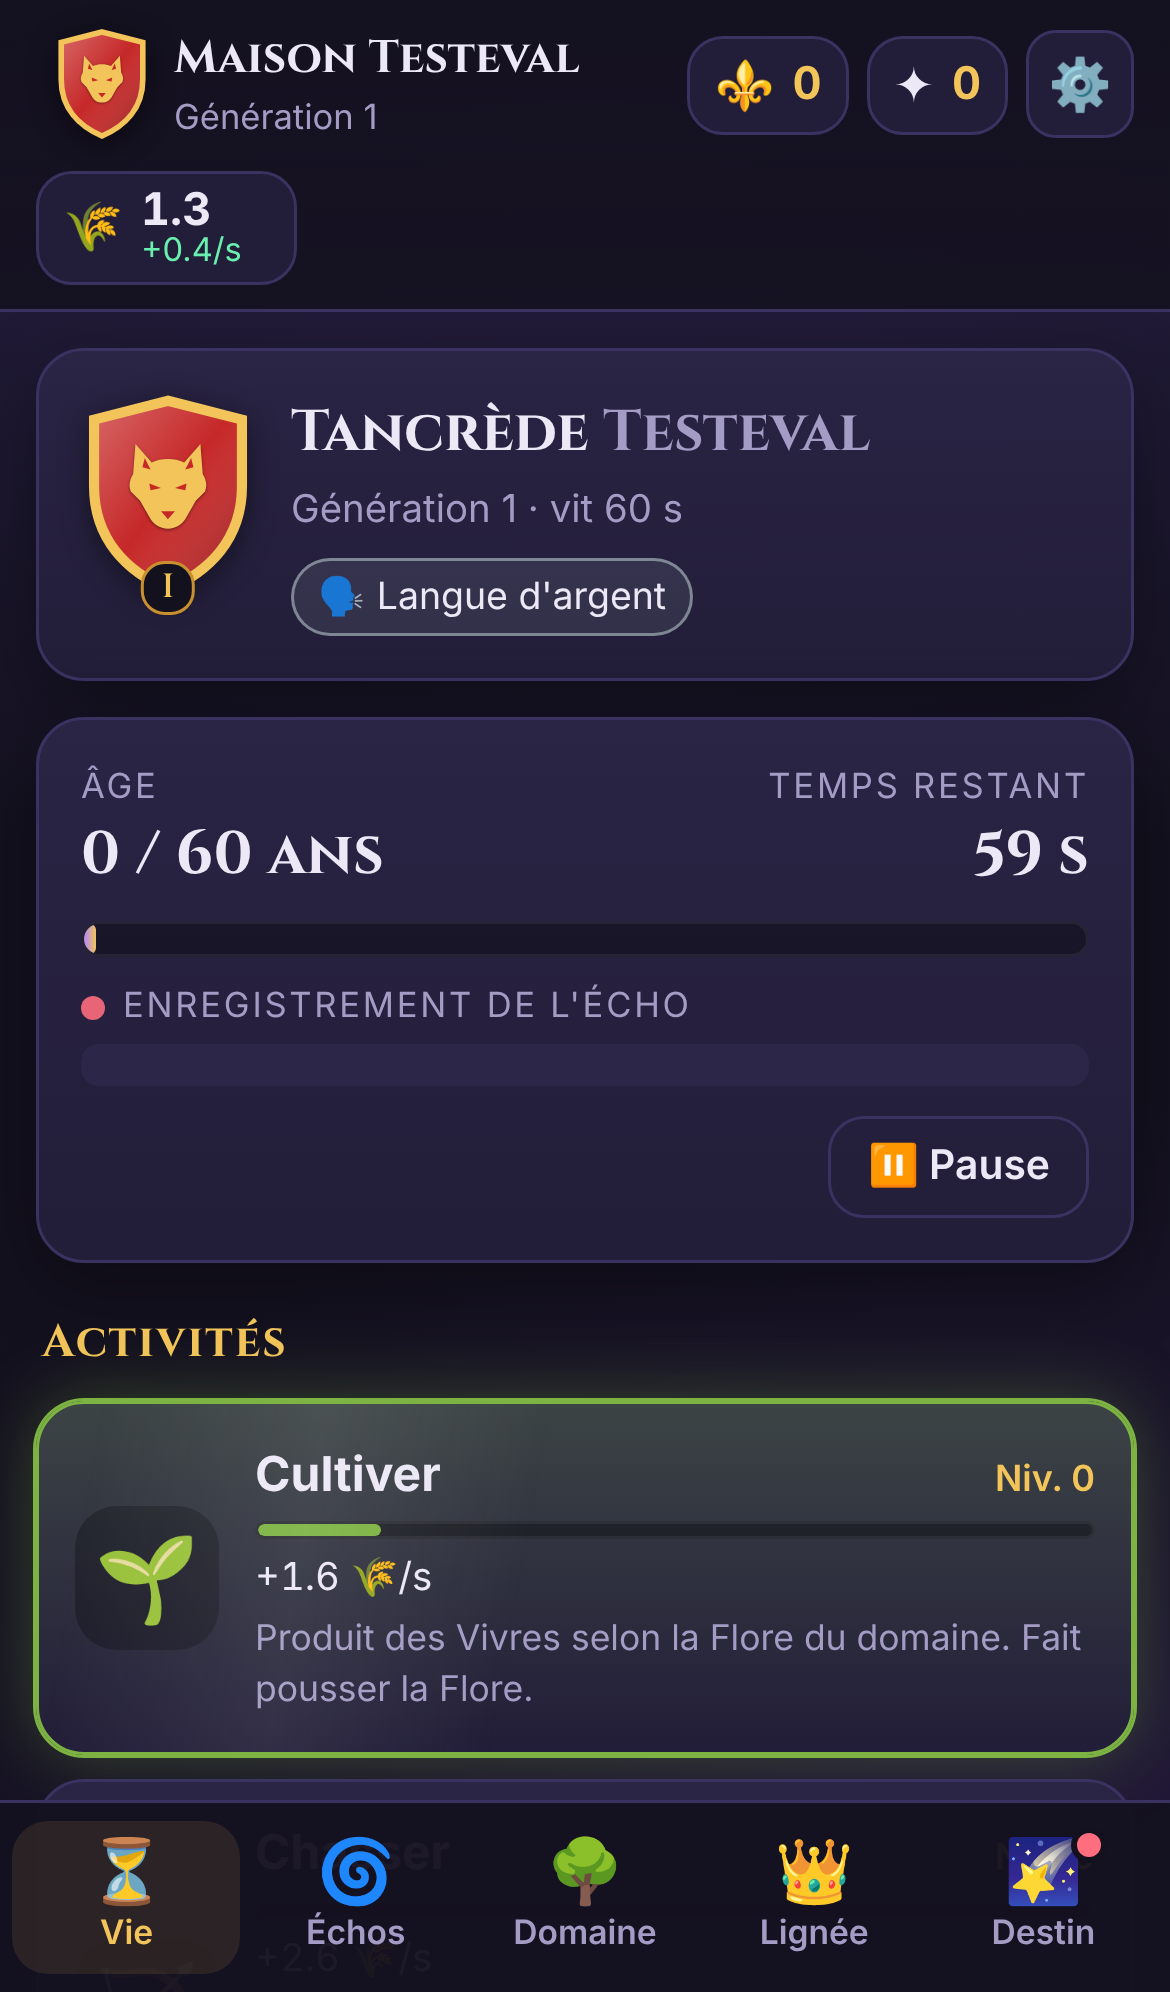 Maison Testeval
Génération 1
0
0
1.3
+0.4/s
Tancrède Testeval
Génération 1 · vit 60 s
I
Langue d'argent
ÂGE
TEMPS RESTANT
0 / 60 ans
59 s
ENREGISTREMENT DE L'ÉCHO
Pause
Activités
Cultiver
Niv. 0
+1.6 /s
Produit des Vivres selon la Flore du domaine. Fait
pousser la Flore.
+2.6 /s
Vie
Échos
Domaine
Lignée
Destin